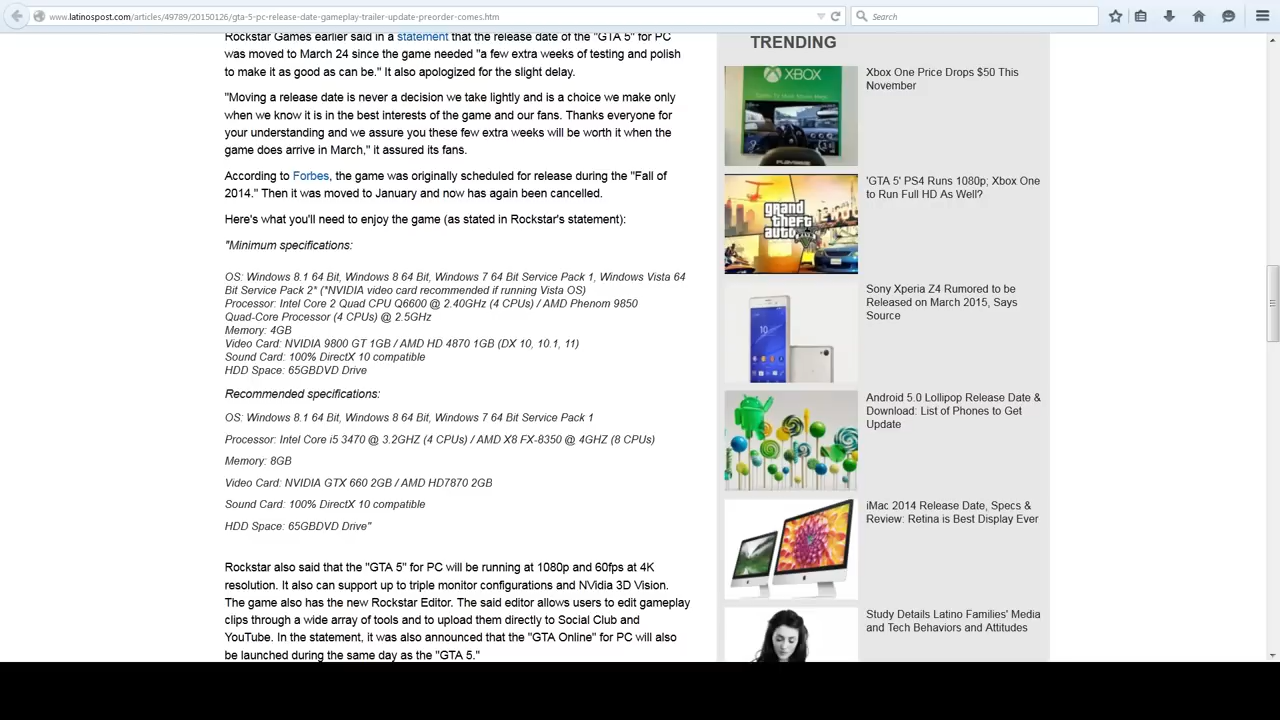 www.latinospost.com/articles/49789/20150126/gta-5-pc-release-date-gameplay-trailer-update-preorder-comes.htm
Search
Rockstar Games earlier said in a statement that the release date of the "GTA 5" for PC
was moved to March 24 since the game needed "a few extra weeks of testing and polish
to make it as good as can be." It also apologized for the slight delay.
"Moving a release date is never a decision we take lightly and is a choice we make only
when we know it is in the best interests of the game and our fans. Thanks everyone for
your understanding and we assure you these few extra weeks will be worth it when the
game does arrive in March," it assured its fans.
According to Forbes, the game was originally scheduled for release during the "Fall of
2014." Then it was moved to January and now has again been cancelled.
Here's what you'll need to enjoy the game (as stated in Rockstar's statement):
"Minimum specifications:
OS: Windows 8.1 64 Bit, Windows 8 64 Bit, Windows 7 64 Bit Service Pack 1, Windows Vista 64
Bit Service Pack 2* (*NVIDIA video card recommended if running Vista OS)
Processor: Intel Core 2 Quad CPU Q6600 @ 2.40GHz (4 CPUs) / AMD Phenom 9850
Quad-Core Processor (4 CPUs) @ 2.5GHz
Memory: 4GB
Video Card: NVIDIA 9800 GT 1GB / AMD HD 4870 1GB (DX 10, 10.1, 11)
Sound Card: 100% DirectX 10 compatible
HDD Space: 65GBDVD Drive
Recommended specifications:
OS: Windows 8.1 64 Bit, Windows 8 64 Bit, Windows 7 64 Bit Service Pack 1
Processor: Intel Core i5 3470 @ 3.2GHZ (4 CPUs) / AMD X8 FX-8350 @ 4GHZ (8 CPUs)
Memory: 8GB
Video Card: NVIDIA GTX 660 2GB / AMD HD7870 2GB
Sound Card: 100% DirectX 10 compatible
HDD Space: 65GBDVD Drive"
Rockstar also said that the "GTA 5" for PC will be running at 1080p and 60fps at 4K
resolution. It also can support up to triple monitor configurations and NVidia 3D Vision.
The game also has the new Rockstar Editor. The said editor allows users to edit gameplay
clips through a wide array of tools and to upload them directly to Social Club and
YouTube. In the statement, it was also announced that the "GTA Online" for PC will also
be launched during the same day as the "GTA 5."
TRENDING
XBOX
Xbox One Price Drops $50 This
November
grand
theft
auto
'GTA 5' PS4 Runs 1080p; Xbox One
to Run Full HD As Well?
Sony Xperia Z4 Rumored to be
Released on March 2015, Says
Source
Android 5.0 Lollipop Release Date &
Download: List of Phones to Get
Update
iMac 2014 Release Date, Specs &
Review: Retina is Best Display Ever
Study Details Latino Families' Media
and Tech Behaviors and Attitudes